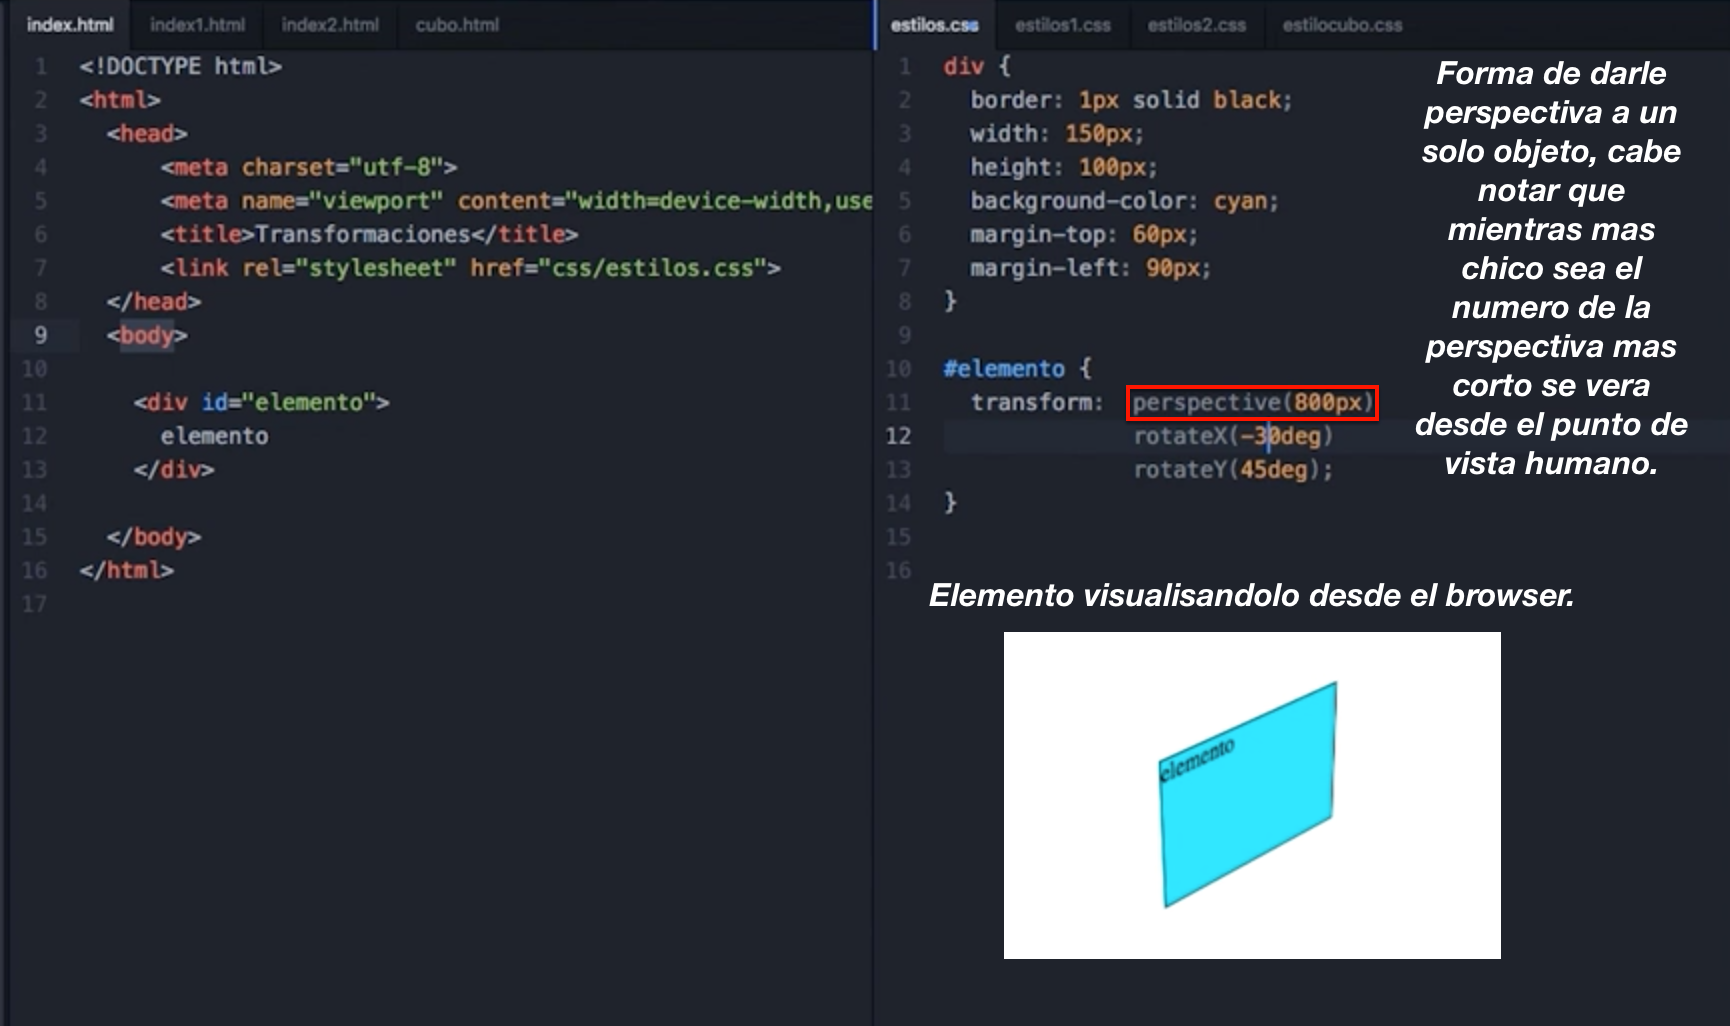 index.html index1.html index2.html cubo.html
1 <!DOCTYPE html>
2 <html>
3 <head>
4 <meta charset="utf-8">
5 <meta name="viewport" content="width=device-width,use
6 <title>Transformaciones</title>
7 <link rel="stylesheet" href="css/estilos.css">
8 </head>
9 <body>
10
11 <div id="elemento">
12 elemento
13 </div>
14
15 </body>
16 </html>
17
estilos.css estilos1.css estilos2.css estilocubo.css
1 div {
2 border: 1px solid black;
3 width: 150px;
4 height: 100px;
5 background-color: cyan;
6 margin-top: 60px;
7 margin-left: 90px;
8 }
9
10 #elemento {
11 transform: perspective(800px)
12 rotateX(-30deg)
13 rotateY(45deg);
14 }
15
16
Forma de darle
perspectiva a un
solo objeto, cabe
notar que
mientras mas
chico sea el
numero de la
perspectiva mas
corto se vera
desde el punto de
vista humano.
Elemento visualisandolo desde el browser.
elemento